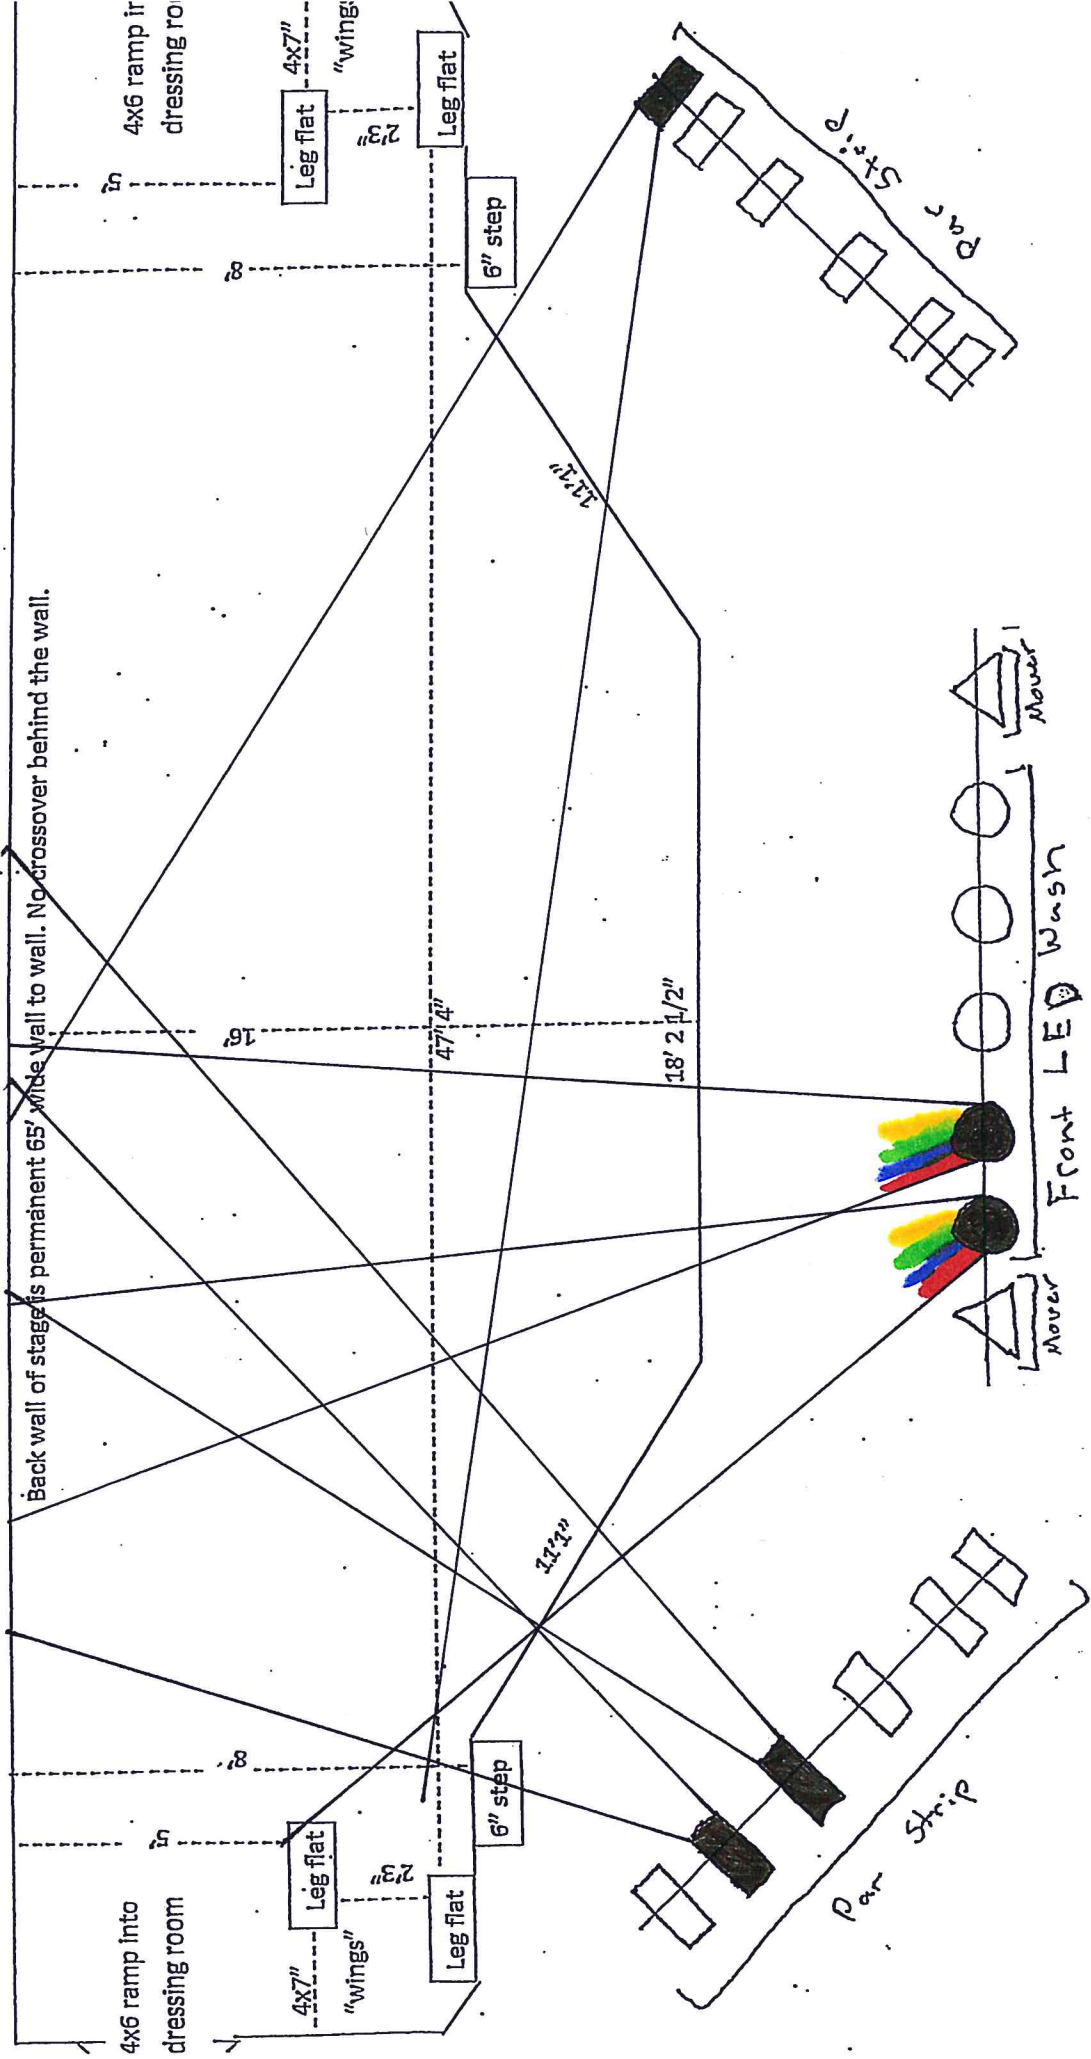 Back wall of stage is permanent 65' wide wall to wall. No crossover behind the wall.
4x6 ramp into
dressing room
5'
8'
16'
8'
5'
4x6 ramp
dressing
4x7"
"wings"
Leg flat
2'3"
Leg flat
6" step
47' 4"
Leg flat
4x7"
"wings
2'3"
Leg flat
6" step
11'1"
18' 2 1/2"
11'1"
Par Strip
Mover
Front LED Wash
Mover
Par Strip